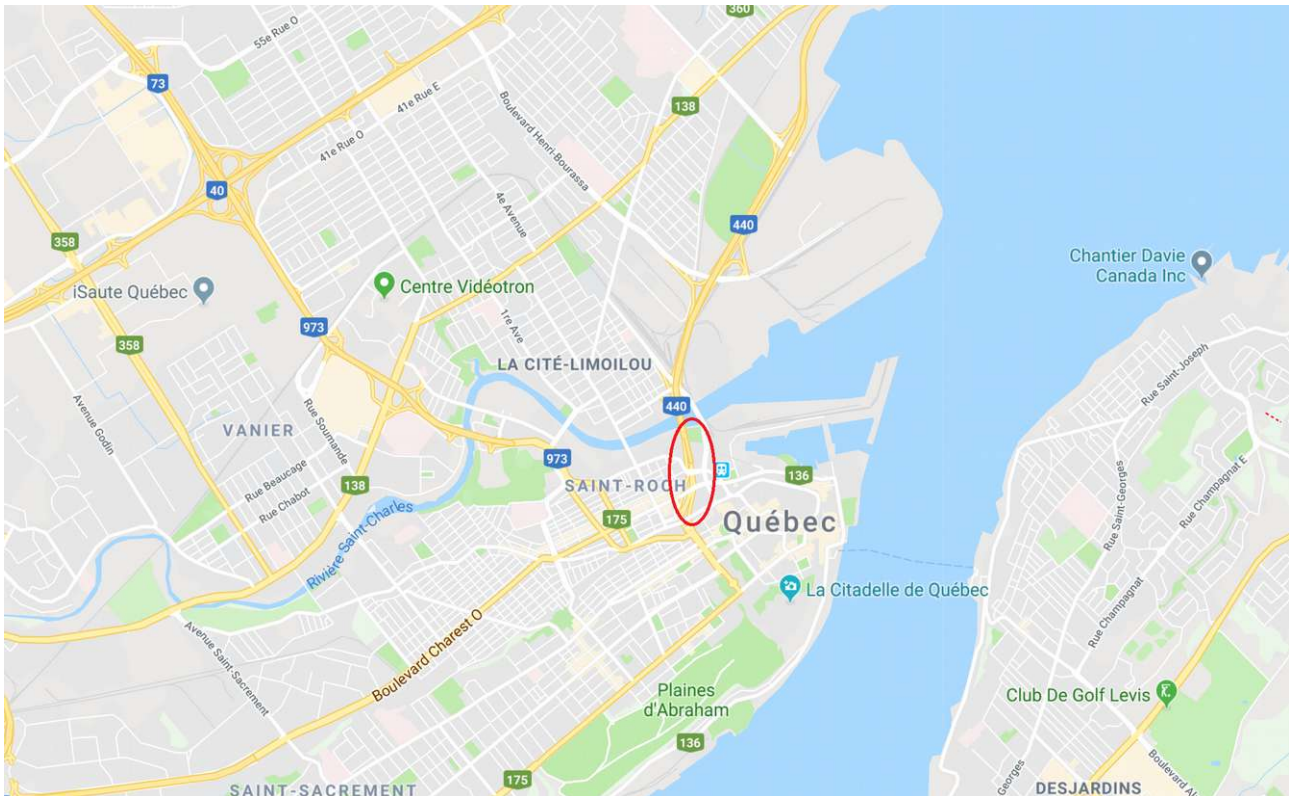 360
55e Rue O
73
41e Rue E
138
Boulevard Henri-Bourassa
41e Rue O
40
4e Avenue
440
358
Chantier Davie
Canada Inc
iSaute Québec
Centre Vidéotron
973
1re Ave
358
LA CITÉ-LIMOILOU
Rue Saint-Joseph
Avenue Godin
440
Rue Soumande
VANIER
973
Rue Beaucage
138
SAINT-ROCH
136
Rue Saint-Georges
Rue Champagnat E
Rue Chabot
175
Québec
Rivière Saint-Charles
La Citadelle de Québec
Rue Champagnat
Avenue Saint-Sacrement
Boulevard Charest O
Plaines
d'Abraham
Club De Golf Levis
136
175
Georges
SAINT-SACREMENT
DESJARDINS